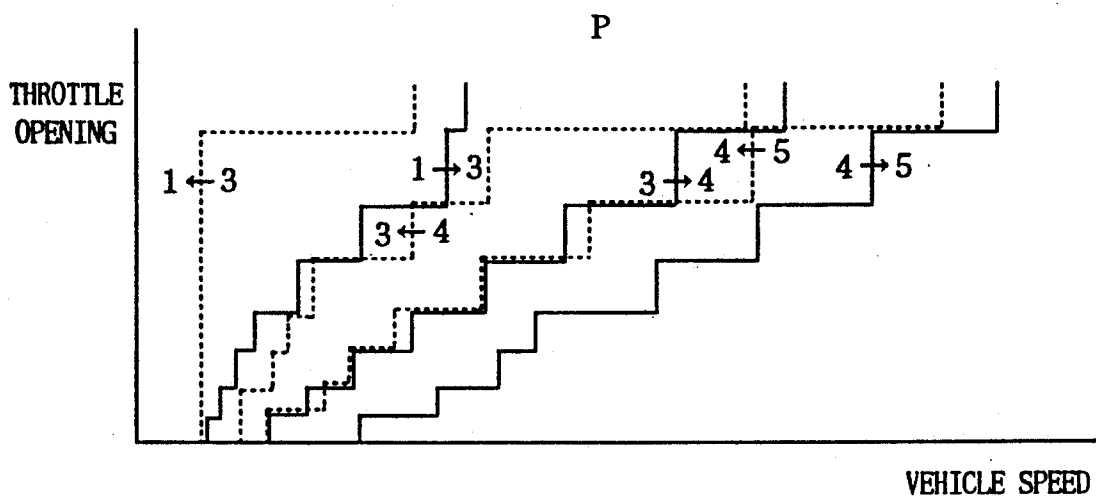 P
THROTTLE
OPENING
4←5
1→3
4→5
1←3
3→4
3←4
VEHICLE SPEED